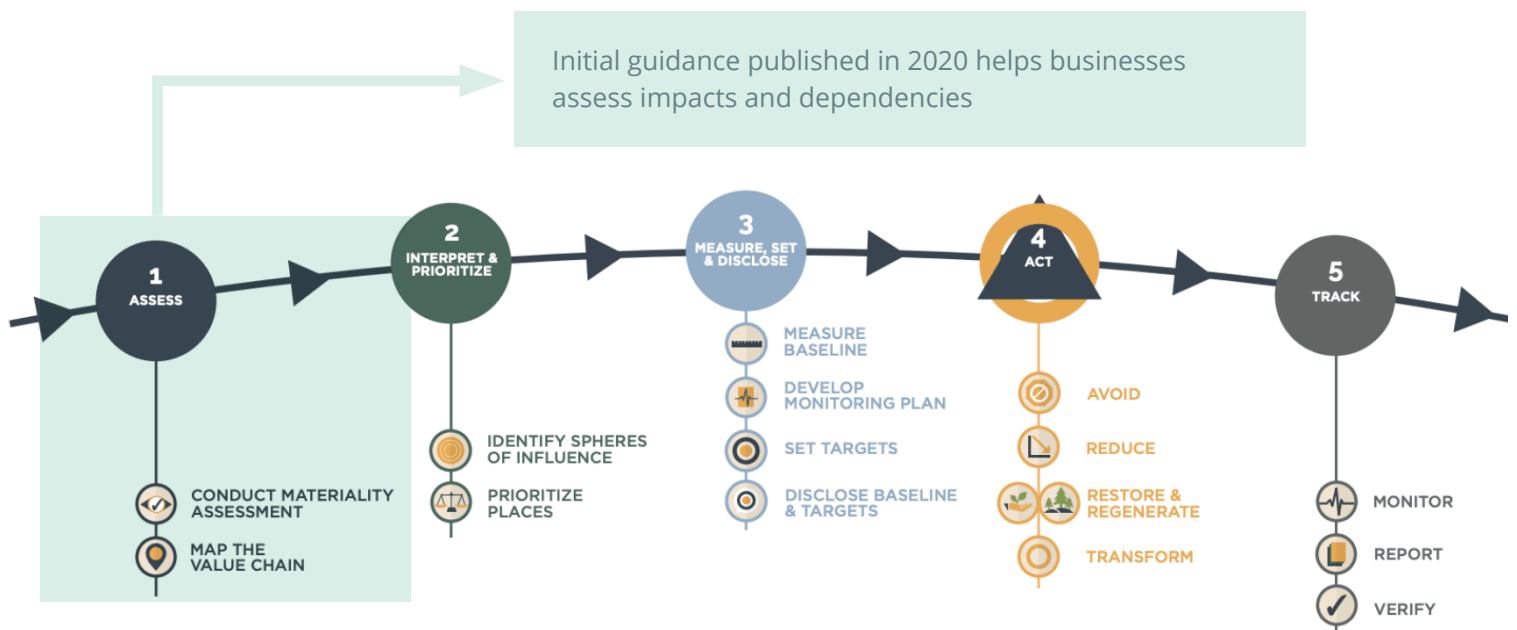 Initial guidance published in 2020 helps businesses
assess impacts and dependencies
1
ASSESS
CONDUCT MATERIALITY
ASSESSMENT
MAP THE
VALUE CHAIN
2
INTERPRET &
PRIORITIZE
IDENTIFY SPHERES
OF INFLUENCE
PRIORITIZE
PLACES
3
MEASURE, SET
& DISCLOSE
MEASURE
BASELINE
DEVELOP
MONITORING PLAN
SET TARGETS
DISCLOSE BASELINE
& TARGETS
4
ACT
AVOID
REDUCE
RESTORE &
REGENERATE
TRANSFORM
5
TRACK
MONITOR
REPORT
VERIFY